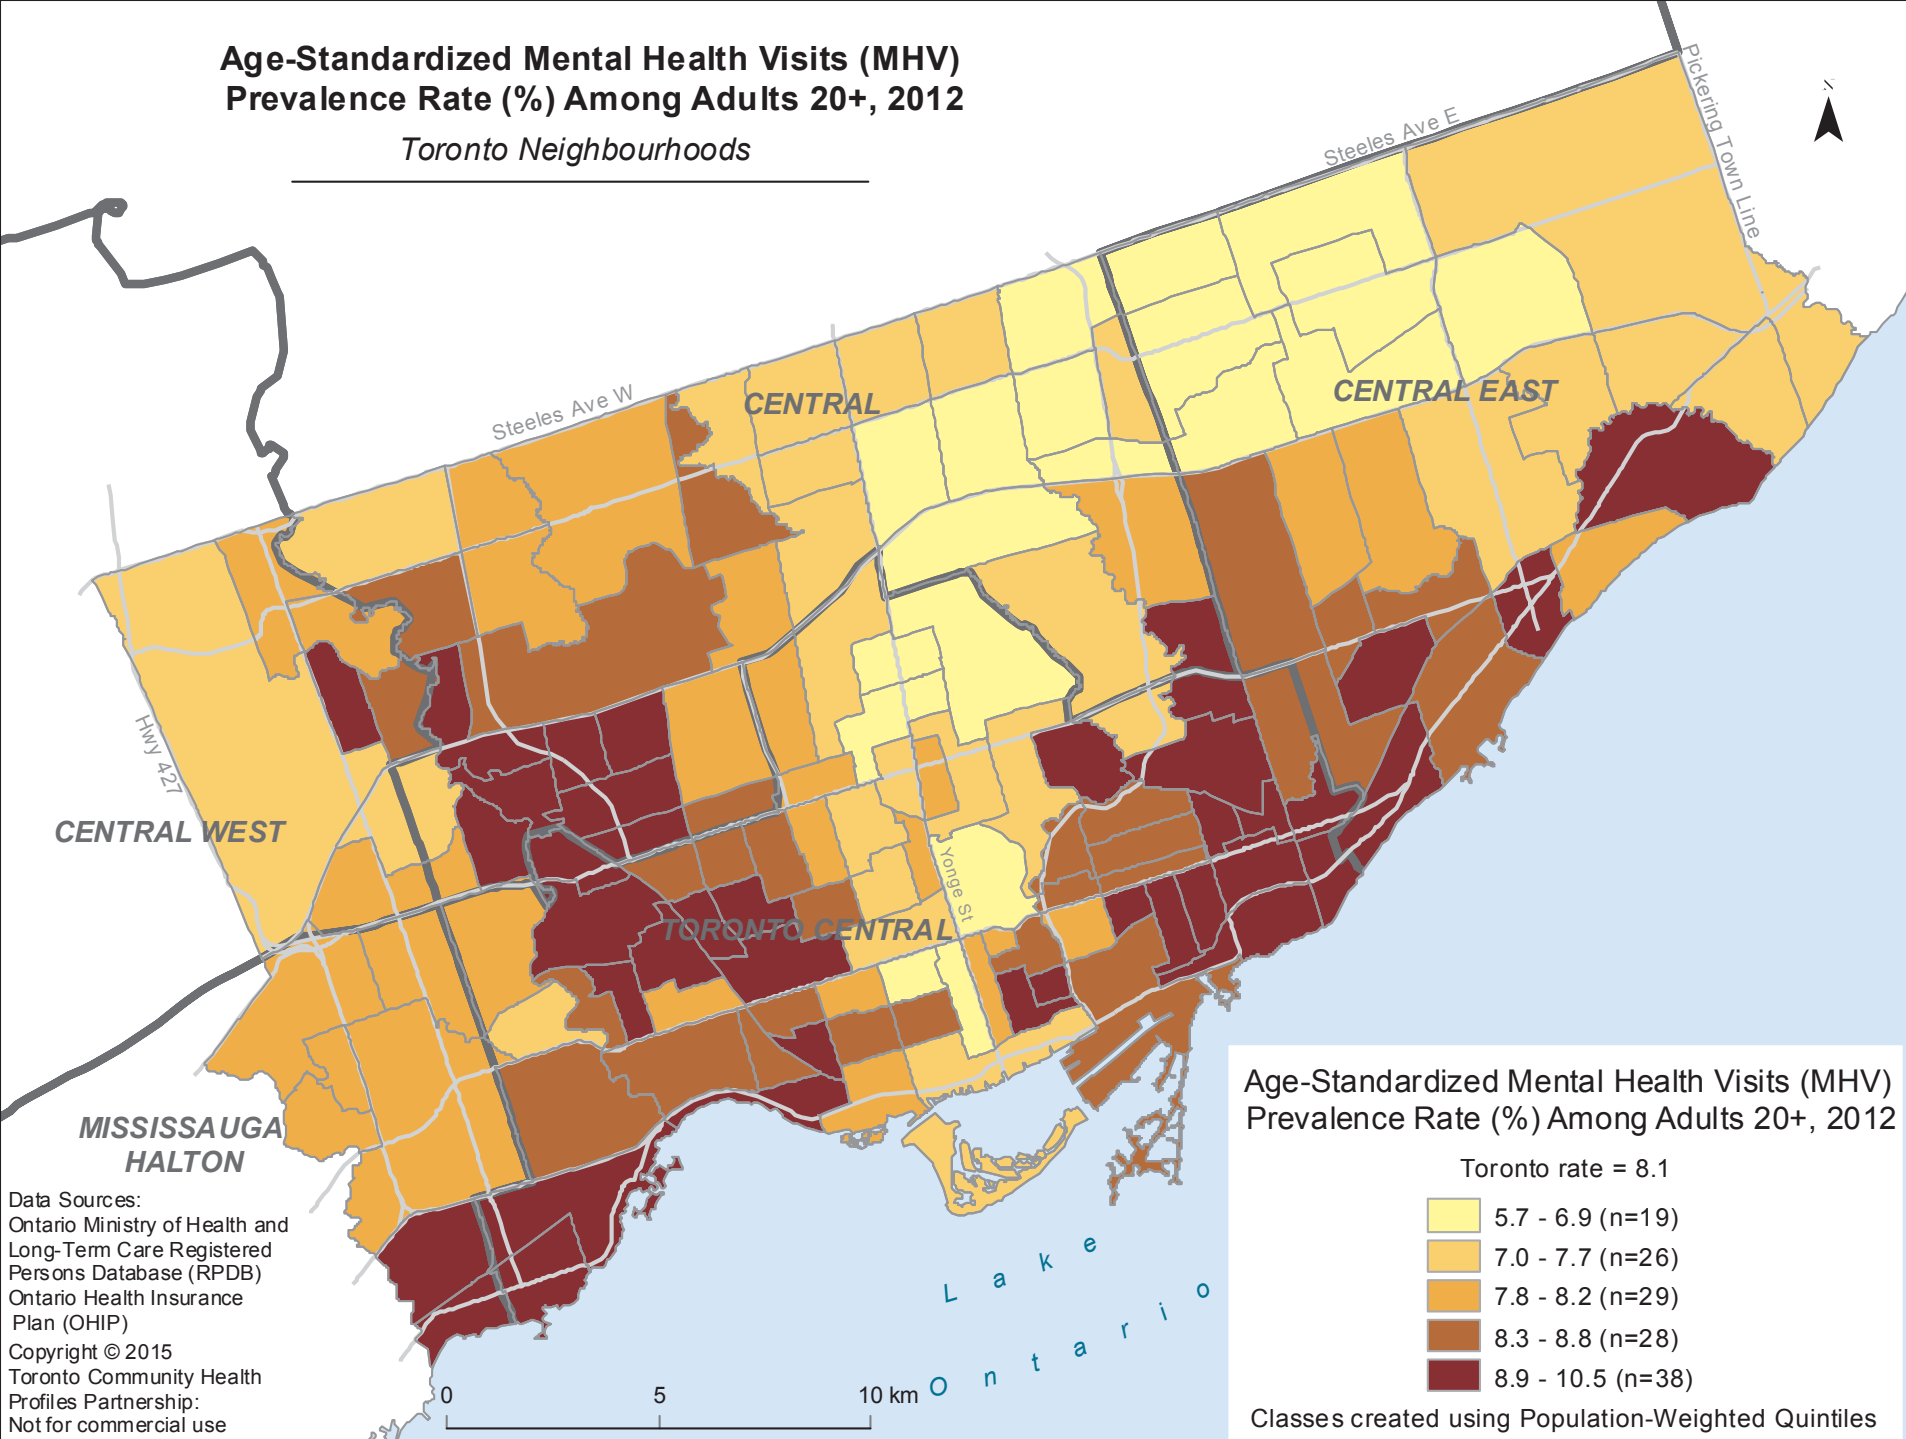 Age-Standardized Mental Health Visits (MHV)
Prevalence Rate (%) Among Adults 20+, 2012
Toronto Neighbourhoods
N
Pickering Town Line
Steeles Ave E
Steeles Ave W
CENTRAL
CENTRAL EAST
Hwy 427
CENTRAL WEST
Yonge St
TORONTO CENTRAL
MISSISSAUGA
HALTON
Lake
Ontario
Data Sources:
Ontario Ministry of Health and
Long-Term Care Registered
Persons Database (RPDB)
Ontario Health Insurance
Plan (OHIP)
Copyright © 2015
Toronto Community Health
Profiles Partnership:
Not for commercial use
0 5 10 km
Age-Standardized Mental Health Visits (MHV)
Prevalence Rate (%) Among Adults 20+, 2012
Toronto rate = 8.1
5.7 - 6.9 (n=19)
7.0 - 7.7 (n=26)
7.8 - 8.2 (n=29)
8.3 - 8.8 (n=28)
8.9 - 10.5 (n=38)
Classes created using Population-Weighted Quintiles